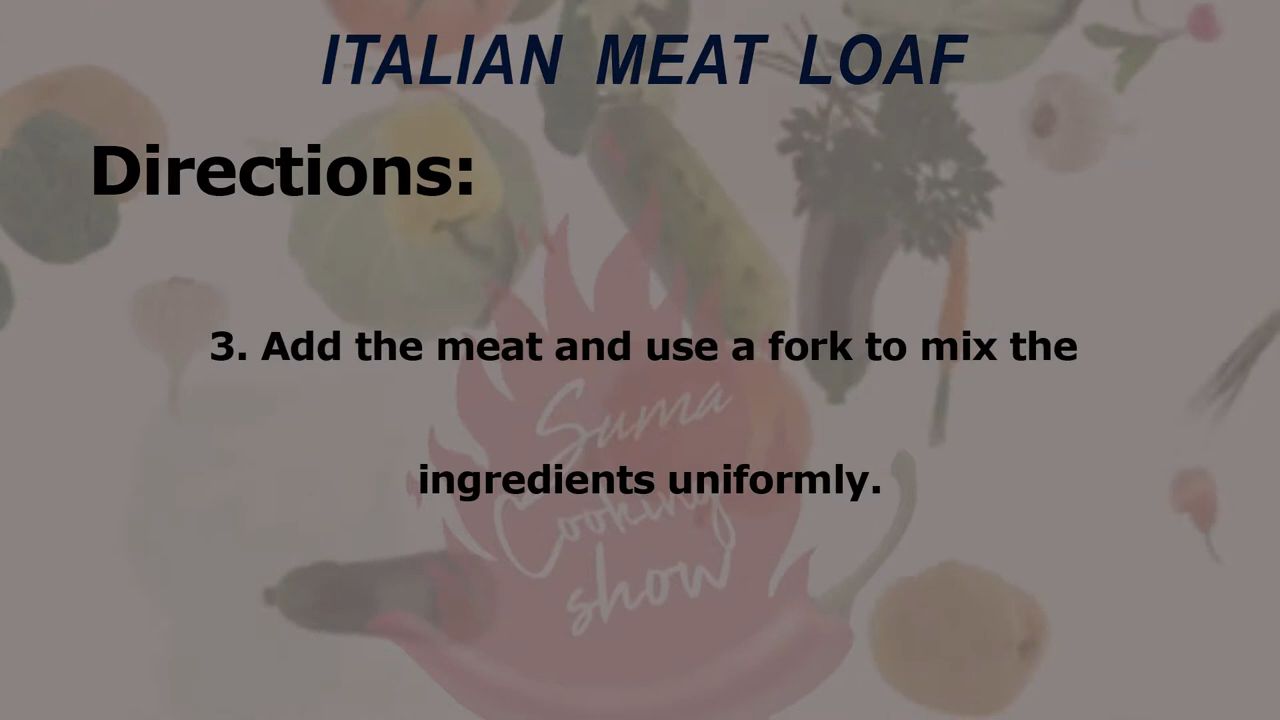 ITALIAN MEAT LOAF
Directions:
3. Add the meat and use a fork to mix the
Suma
ingredients uniformly.
Cooking
show